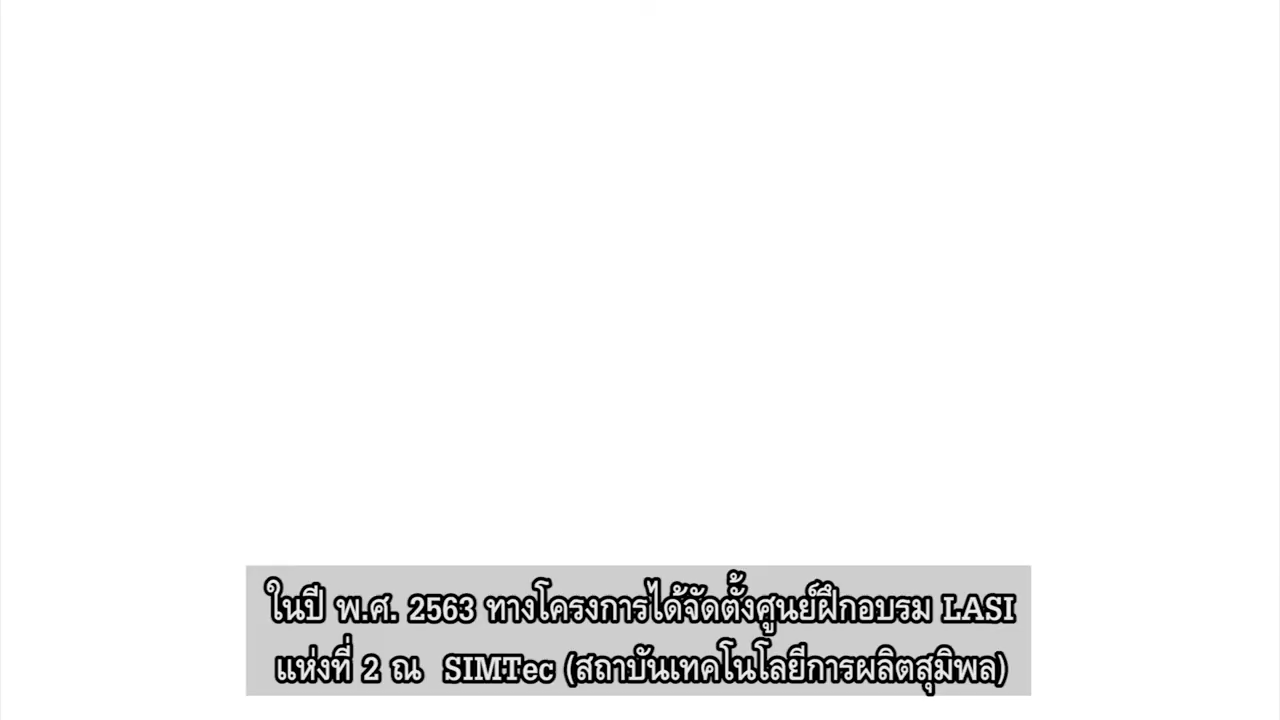 ในปี พ.ศ. 2563 ทางโครงการได้จัดตั้งศูนย์ฝึกอบรม LASI
แห่งที่ 2 ณ  SIMTec (สถาบันเทคโนโลยีการผลิตสุมิพล)